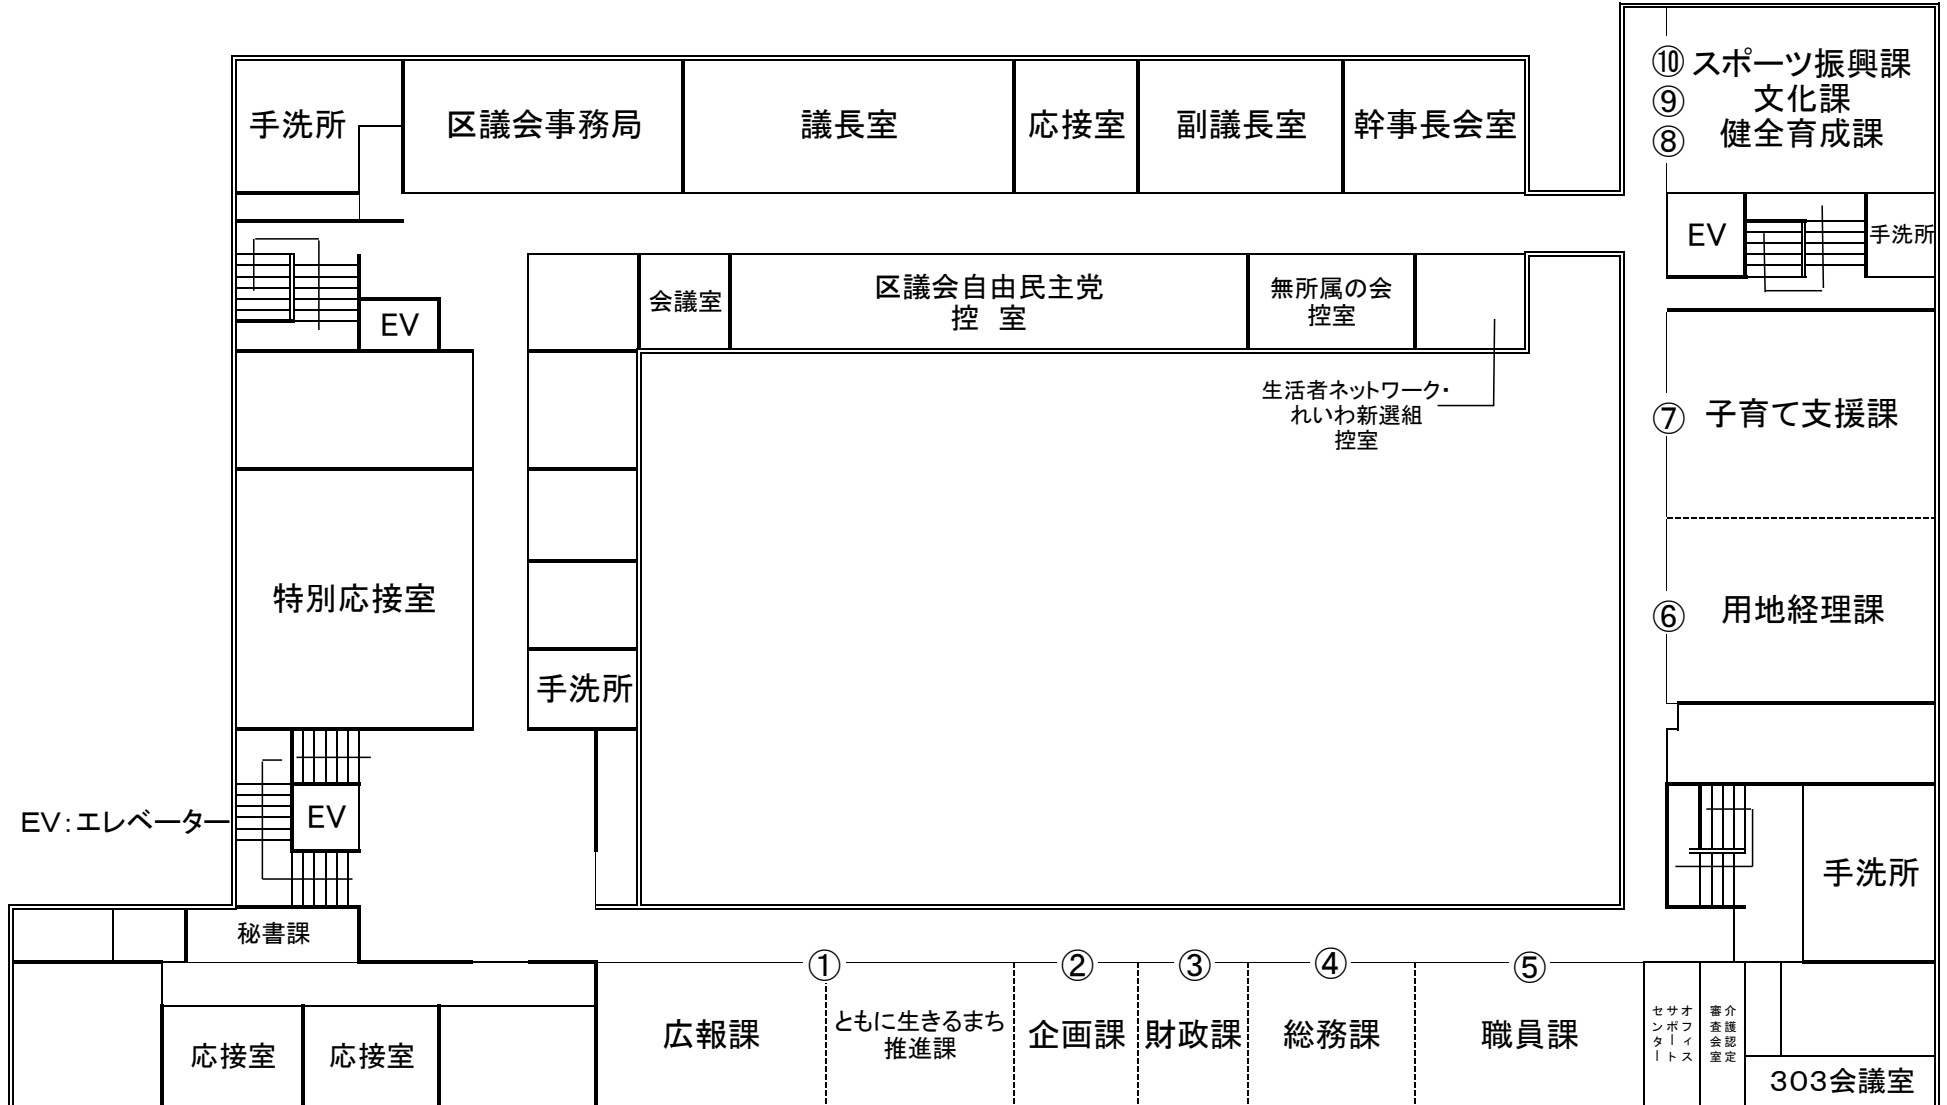 ⑩ スポーツ振興課
⑨ 文化課
⑧ 健全育成課
手洗所
区議会事務局
議長室
応接室
副議長室
幹事長会室
EV
手洗所
会議室
区議会自由民主党
控 室
無所属の会
控室
EV
生活者ネットワーク・
れいわ新選組
控室
⑦ 子育て支援課
特別応接室
⑥ 用地経理課
手洗所
EV:エレベーター
EV
手洗所
秘書課
①
②
③
④
⑤
応接室
応接室
広報課
ともに生きるまち
推進課
企画課
財政課
総務課
職員課
オフィス
サポート
センター
介護認定
審査会室
303会議室